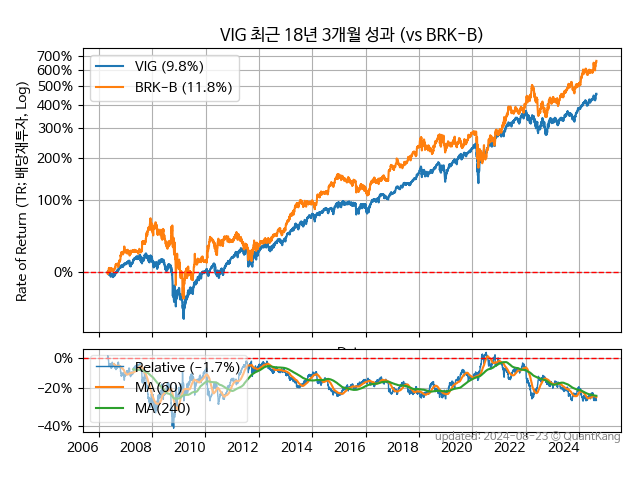 VIG 최근 18년 3개월 성과 (vs BRK-B)
Rate of Return (TR: 배당재투자, Log)
700%
600%
500%
400%
300%
200%
100%
0%
VIG (9.8%)
BRK-B (11.8%)
0%
-20%
-40%
Relative (-1.7%)
MA(60)
MA(240)
2006
2008
2010
2012
2014
2016
2018
2020
2022
2024
updated: 2024-08-23 © QuantKang